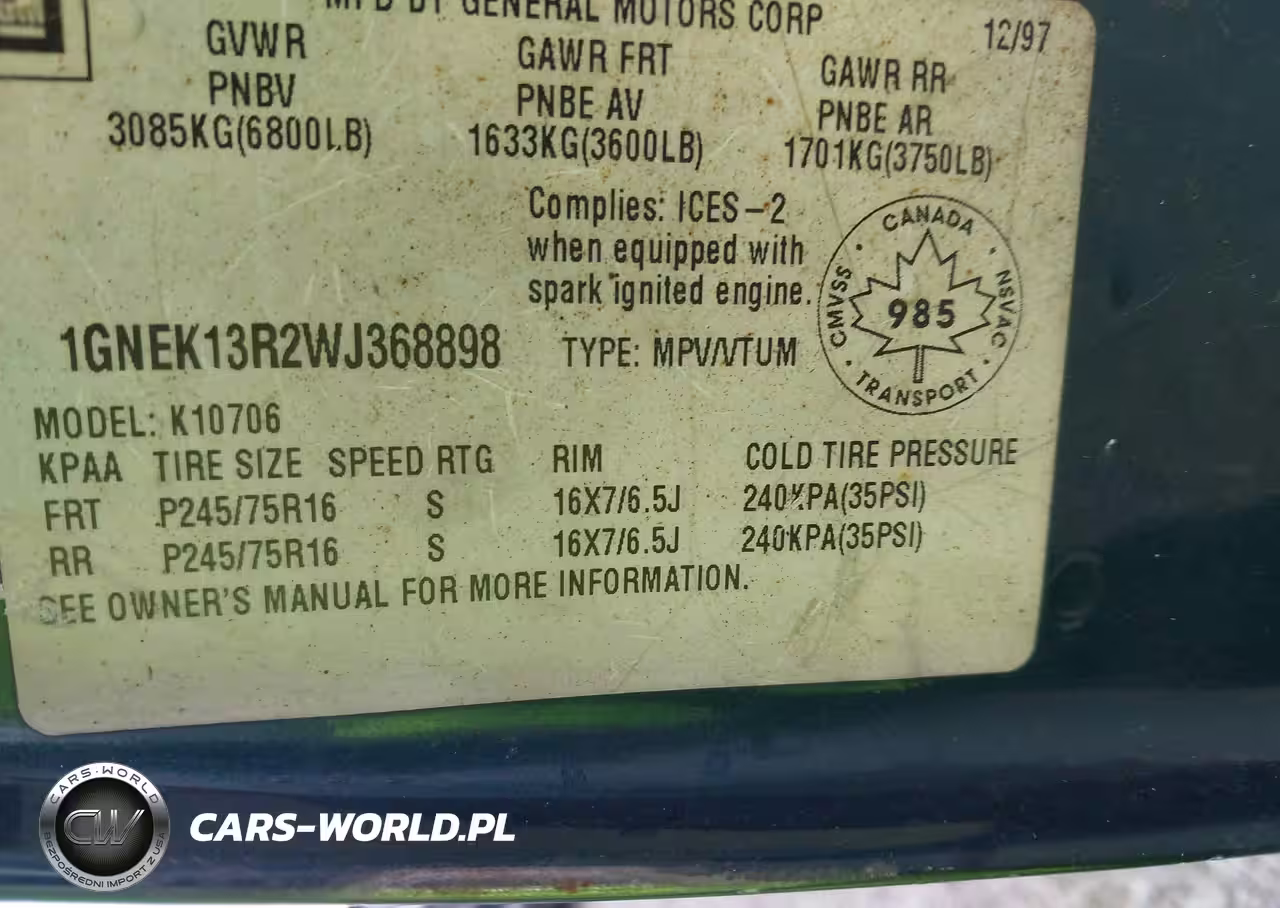 MFD BY GENERAL MOTORS CORP
12/97
GVWR GAWR FRT GAWR RR
PNBV PNBE AV PNBE AR
3085KG(6800LB) 1633KG(3600LB) 1701KG(3750LB)
Complies: ICES-2
when equipped with
spark ignited engine.
CANADA
CMVSS 985 NSVAC
TRANSPORT
1GNEK13R2WJ368898 TYPE: MPV/VTUM
MODEL: K10706
KPAA TIRE SIZE SPEED RTG RIM COLD TIRE PRESSURE
FRT P245/75R16 S 16X7/6.5J 240KPA(35PSI)
RR P245/75R16 S 16X7/6.5J 240KPA(35PSI)
SEE OWNER'S MANUAL FOR MORE INFORMATION.
CARS-WORLD
CW
BEZPOŚREDNI IMPORT Z USA
CARS-WORLD.PL